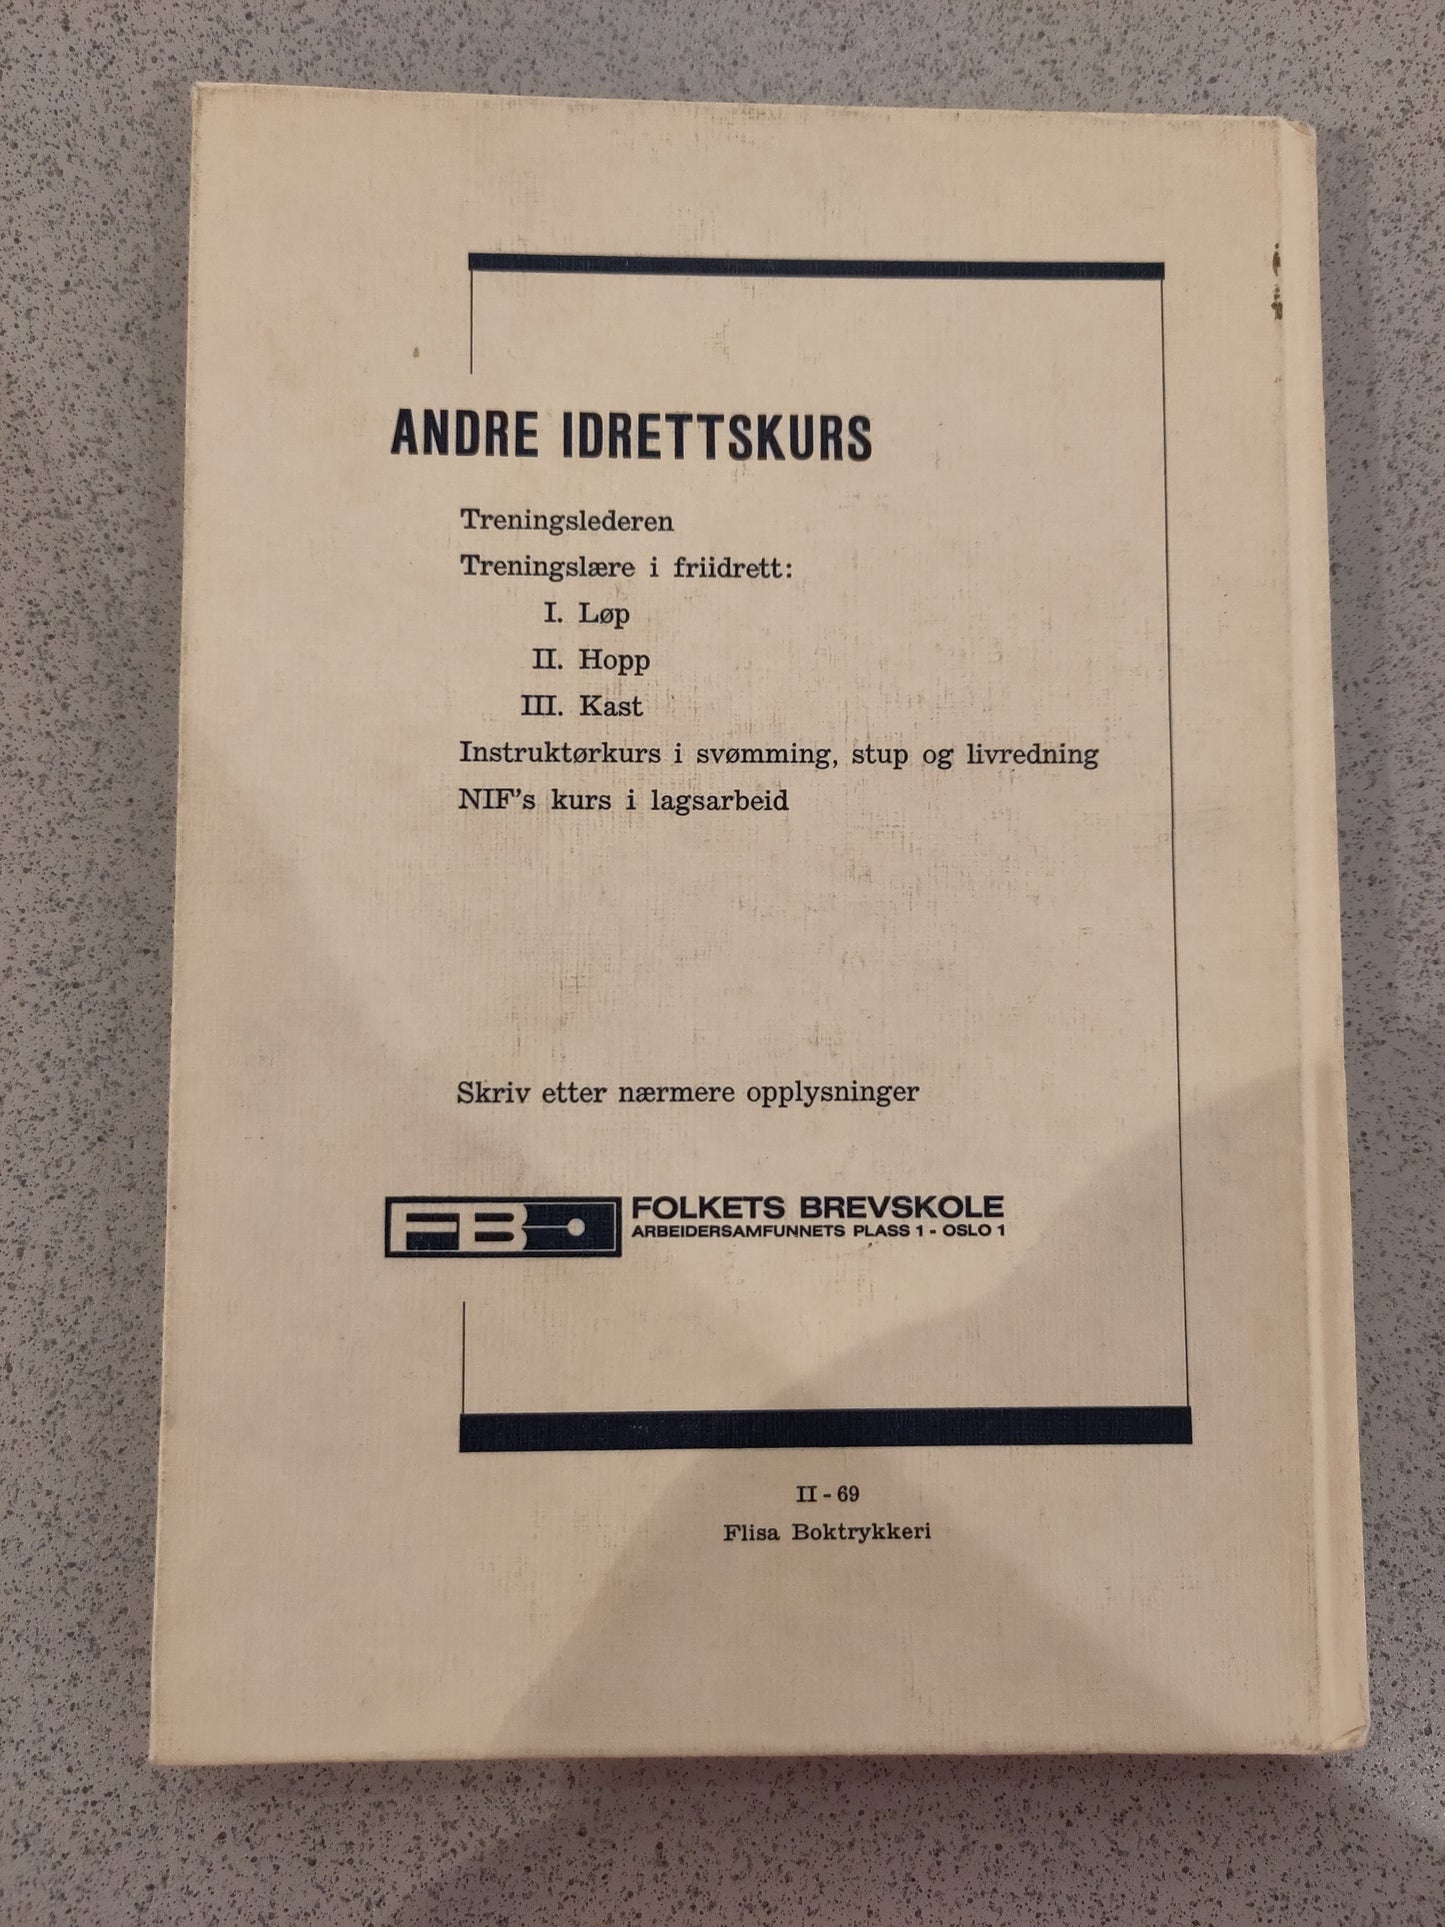 ANDRE IDRETTSKURS
Treningslederen
Treningslære i friidrett:
I. Løp
II. Hopp
III. Kast
Instruktørkurs i svømming, stup og livredning
NIF's kurs i lagsarbeid
Skriv etter nærmere opplysninger
FB
FOLKETS BREVSKOLE
ARBEIDERSAMFUNNETS PLASS 1 - OSLO 1
II - 69
Flisa Boktrykkeri